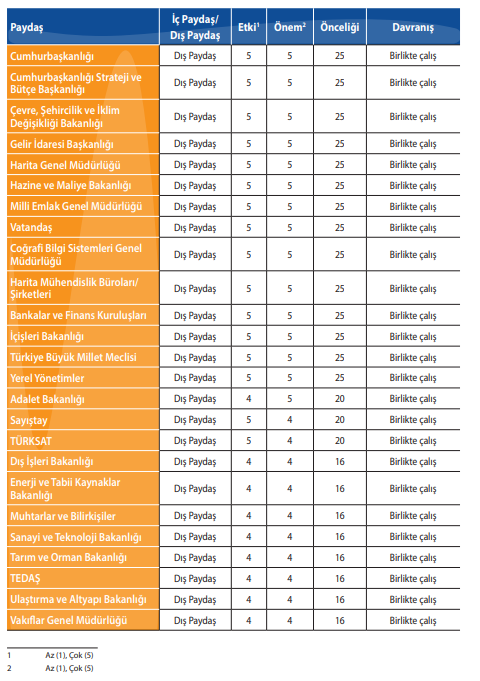 Paydaş İç Paydaş/ Dış Paydaş Etki1 Önem2 Önceliği Davranış
Cumhurbaşkanlığı Dış Paydaş 5 5 25 Birlikte çalış
Cumhurbaşkanlığı Strateji ve
Bütçe Başkanlığı Dış Paydaş 5 5 25 Birlikte çalış
Çevre, Şehircilik ve İklim
Değişikliği Bakanlığı Dış Paydaş 5 5 25 Birlikte çalış
Gelir İdaresi Başkanlığı Dış Paydaş 5 5 25 Birlikte çalış
Harita Genel Müdürlüğü Dış Paydaş 5 5 25 Birlikte çalış
Hazine ve Maliye Bakanlığı Dış Paydaş 5 5 25 Birlikte çalış
Milli Emlak Genel Müdürlüğü Dış Paydaş 5 5 25 Birlikte çalış
Vatandaş Dış Paydaş 5 5 25 Birlikte çalış
Coğrafi Bilgi Sistemleri Genel
Müdürlüğü Dış Paydaş 5 5 25 Birlikte çalış
Harita Mühendislik Büroları/
Şirketleri Dış Paydaş 5 5 25 Birlikte çalış
Bankalar ve Finans Kuruluşları Dış Paydaş 5 5 25 Birlikte çalış
İçişleri Bakanlığı Dış Paydaş 5 5 25 Birlikte çalış
Türkiye Büyük Millet Meclisi Dış Paydaş 5 5 25 Birlikte çalış
Yerel Yönetimler Dış Paydaş 5 5 25 Birlikte çalış
Adalet Bakanlığı Dış Paydaş 4 5 20 Birlikte çalış
Sayıştay Dış Paydaş 5 4 20 Birlikte çalış
TÜRKSAT Dış Paydaş 5 4 20 Birlikte çalış
Dış İşleri Bakanlığı Dış Paydaş 4 4 16 Birlikte çalış
Enerji ve Tabii Kaynaklar
Bakanlığı Dış Paydaş 4 4 16 Birlikte çalış
Muhtarlar ve Bilirkişiler Dış Paydaş 4 4 16 Birlikte çalış
Sanayi ve Teknoloji Bakanlığı Dış Paydaş 4 4 16 Birlikte çalış
Tarım ve Orman Bakanlığı Dış Paydaş 4 4 16 Birlikte çalış
TEDAŞ Dış Paydaş 4 4 16 Birlikte çalış
Ulaştırma ve Altyapı Bakanlığı Dış Paydaş 4 4 16 Birlikte çalış
Vakıflar Genel Müdürlüğü Dış Paydaş 4 4 16 Birlikte çalış
1 Az (1), Çok (5)
2 Az (1), Çok (5)